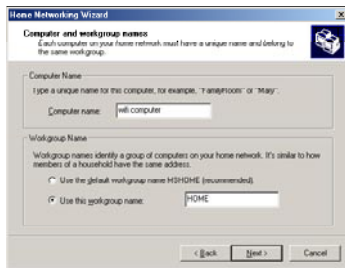 Home Networking Wizard
Computer and workgroup names
Each computer on your home network must have a unique name and belong to
the same workgroup.
Computer Name
Type a unique name for this computer, for example, "FamilyRoom" or "Mary".
Computer name:
wifi computer
Workgroup Name
Workgroup names identify a group of computers on your home network. It's similar to how
members of a household have the same address.
Use the default workgroup name MSHOME (recommended).
Use this workgroup name:
HOME
< Back
Next >
Cancel